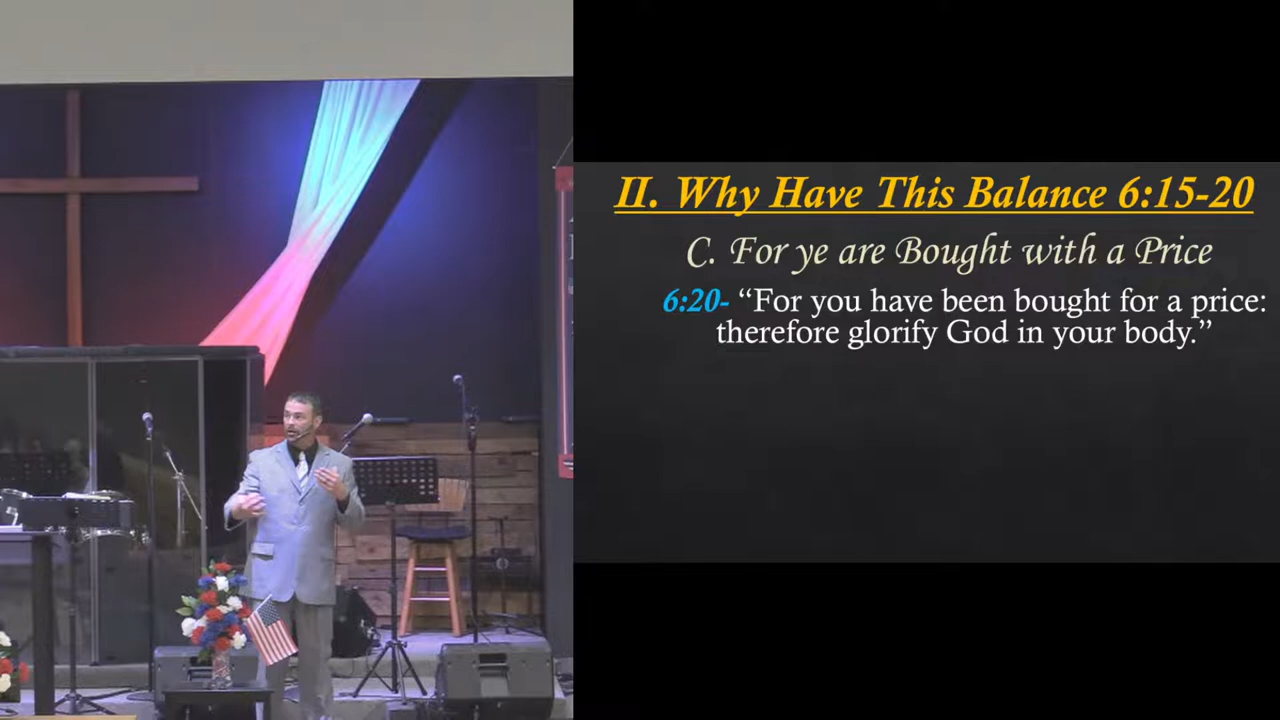 II. Why Have This Balance 6:15-20
C. For ye are Bought with a Price
6:20- “For you have been bought for a price:
therefore glorify God in your body.”